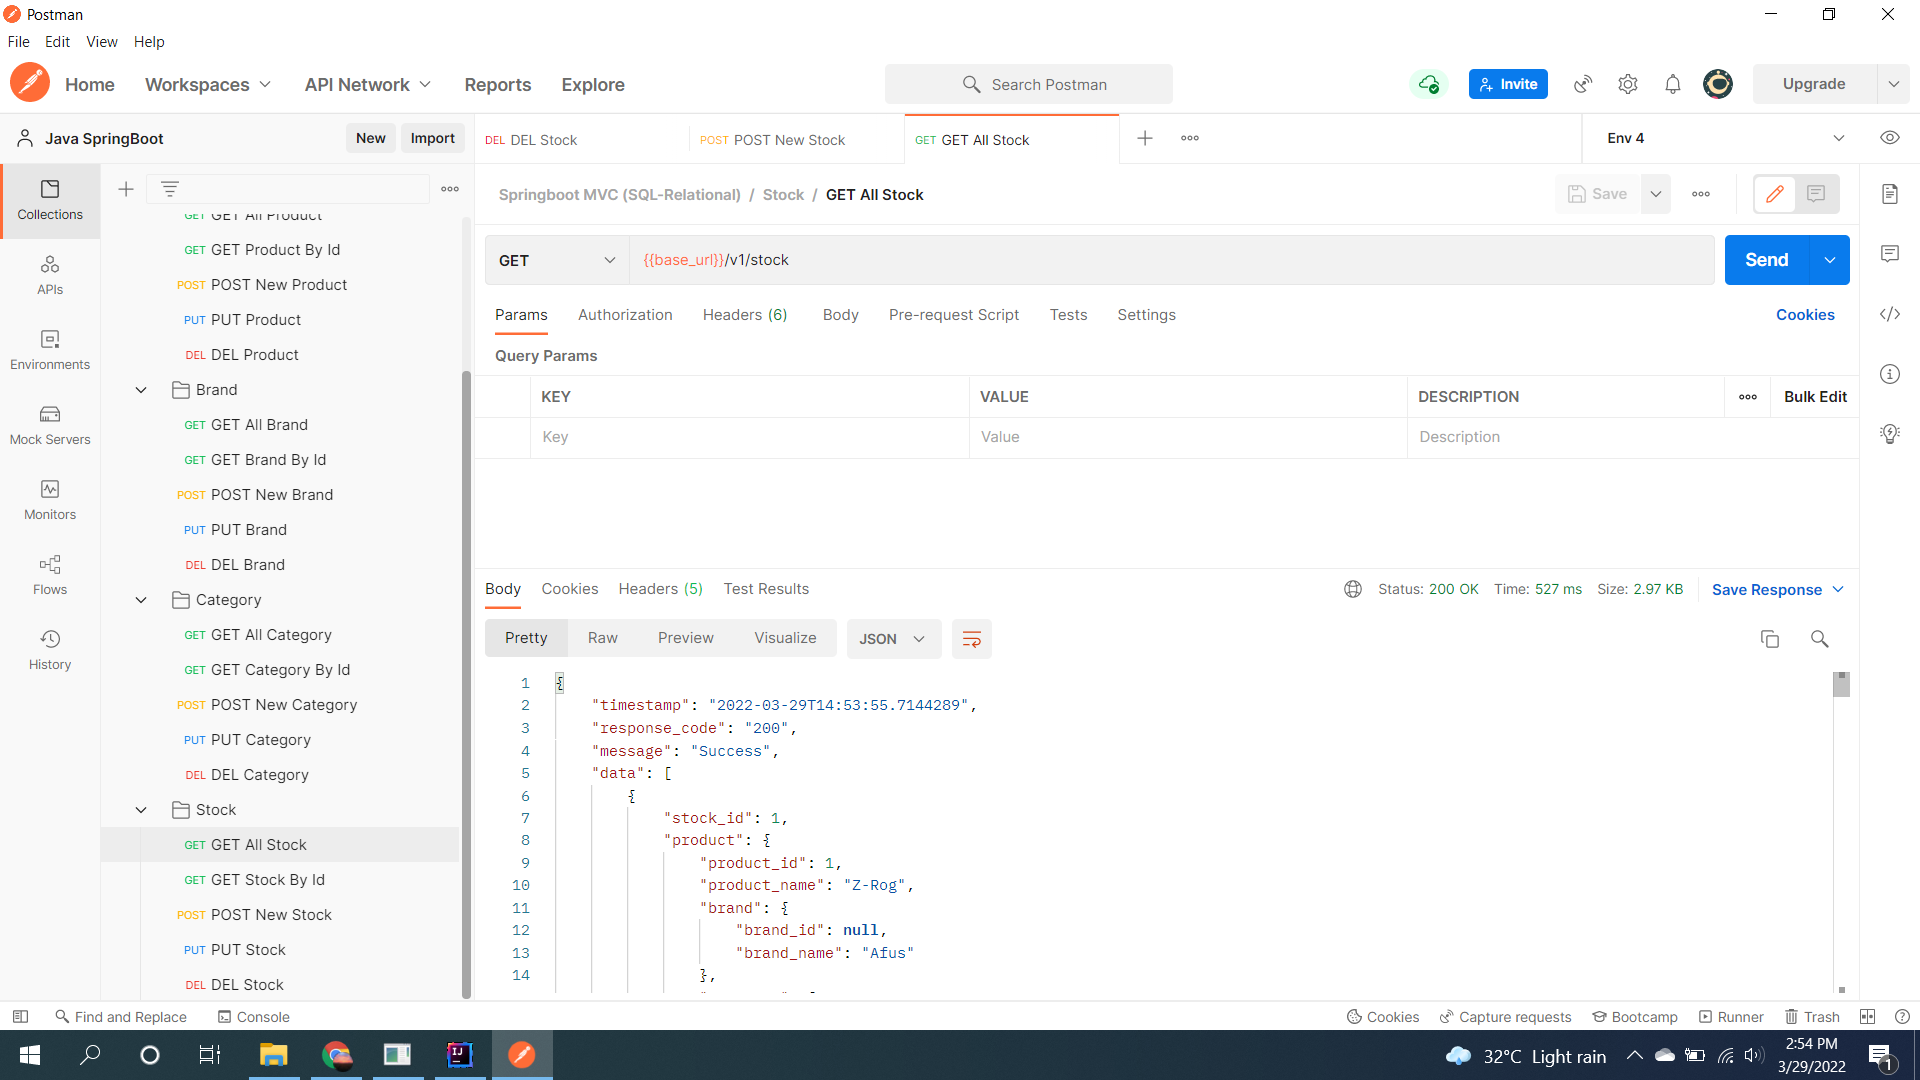 Postman
File Edit View Help
Home Workspaces API Network Reports Explore Search Postman Invite Upgrade
Java SpringBoot New Import DEL DEL Stock POST POST New Stock GET GET All Stock Env 4
Collections
APIs
Environments
Mock Servers
Monitors
Flows
History
GET GET All Product
GET GET Product By Id
POST POST New Product
PUT PUT Product
DEL DEL Product
Brand
GET GET All Brand
GET GET Brand By Id
POST POST New Brand
PUT PUT Brand
DEL DEL Brand
Category
GET GET All Category
GET GET Category By Id
POST POST New Category
PUT PUT Category
DEL DEL Category
Stock
GET GET All Stock
GET GET Stock By Id
POST POST New Stock
PUT PUT Stock
DEL DEL Stock
Springboot MVC (SQL-Relational) / Stock / GET All Stock Save
GET {{base_url}}/v1/stock Send
Params Authorization Headers (6) Body Pre-request Script Tests Settings Cookies
Query Params
KEY VALUE DESCRIPTION Bulk Edit
Key Value Description
Body Cookies Headers (5) Test Results Status: 200 OK Time: 527 ms Size: 2.97 KB Save Response
Pretty Raw Preview Visualize JSON
1 {
2 "timestamp": "2022-03-29T14:53:55.7144289",
3 "response_code": "200",
4 "message": "Success",
5 "data": [
6 {
7 "stock_id": 1,
8 "product": {
9 "product_id": 1,
10 "product_name": "Z-Rog",
11 "brand": {
12 "brand_id": null,
13 "brand_name": "Afus"
14 },
Find and Replace Console Cookies Capture requests Bootcamp Runner Trash
IJ 32°C Light rain 2:54 PM
3/29/2022 1